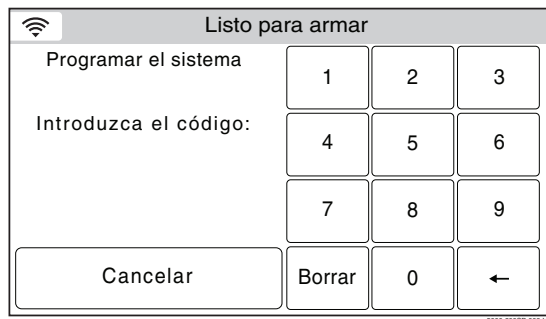 Listo para armar
Programar el sistema
1 2 3
Introduzca el código:
4 5 6
7 8 9
Cancelar Borrar 0 ←